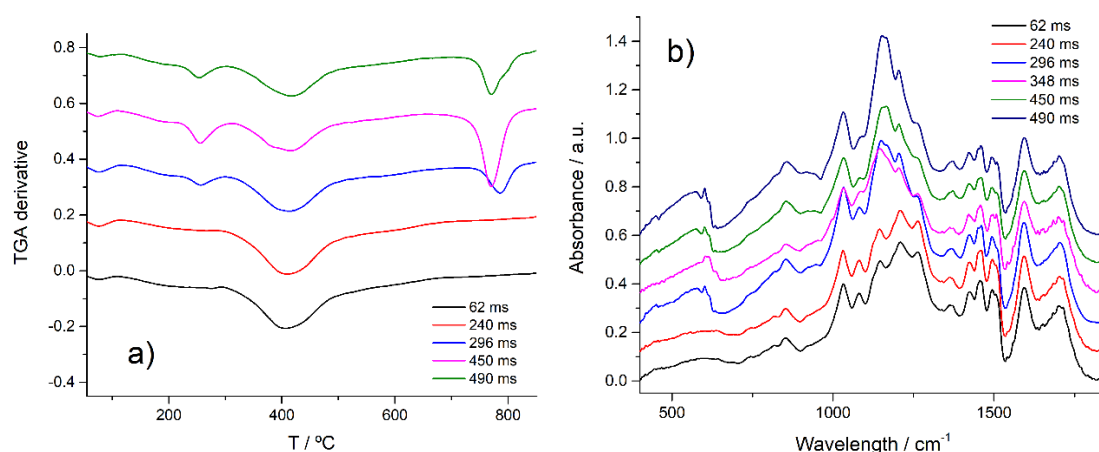 a)
TGA derivative
0.8
0.6
0.4
0.2
0.0
-0.2
-0.4
200
400
600
800
T / ºC
62 ms
240 ms
296 ms
450 ms
490 ms
b)
Absorbance / a.u.
1.4
1.2
1.0
0.8
0.6
0.4
0.2
0.0
500
1000
1500
Wavelength / cm-1
62 ms
240 ms
296 ms
348 ms
450 ms
490 ms